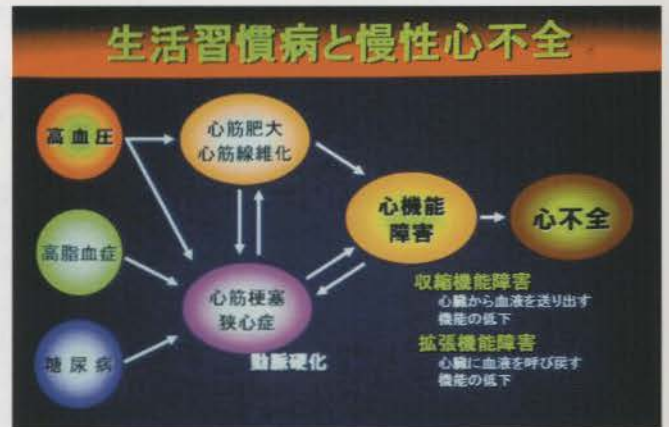 生活習慣病と慢性心不全
高血圧
心筋肥大
心筋線維化
高脂血症
心機能
障害
心不全
心筋梗塞
狭心症
糖尿病
動脈硬化
収縮機能障害
心臓から血液を送り出す
機能の低下
拡張機能障害
心臓に血液を呼び戻す
機能の低下